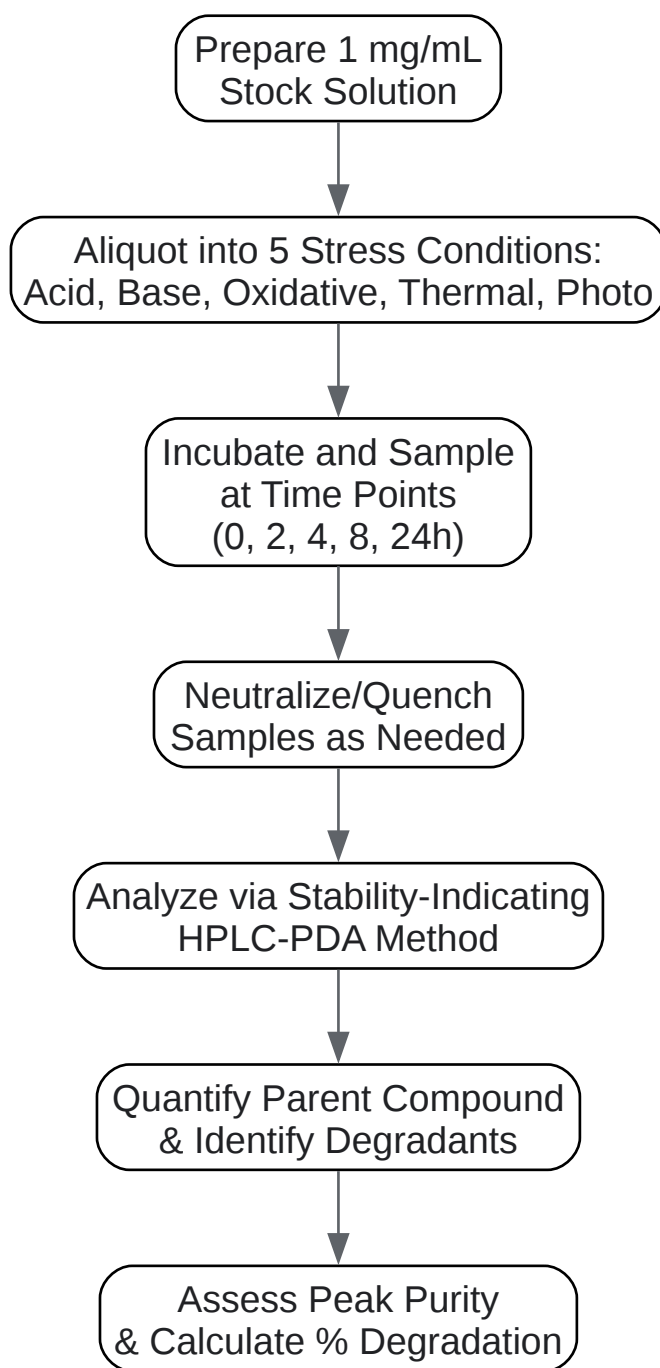 Prepare 1 mg/mL
Stock Solution
Aliquot into 5 Stress Conditions:
Acid, Base, Oxidative, Thermal, Photo
Incubate and Sample
at Time Points
(0, 2, 4, 8, 24h)
Neutralize/Quench
Samples as Needed
Analyze via Stability-Indicating
HPLC-PDA Method
Quantify Parent Compound
& Identify Degradants
Assess Peak Purity
& Calculate % Degradation